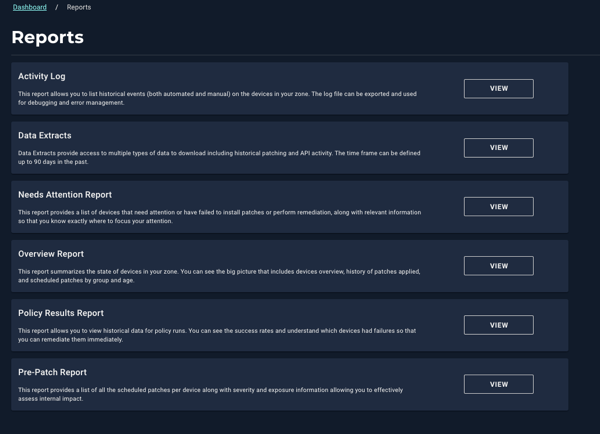 Dashboard / Reports
Reports
Activity Log
This report allows you to list historical events (both automated and manual) on the devices in your zone. The log file can be exported and used
for debugging and error management.
VIEW
Data Extracts
Data Extracts provide access to multiple types of data to download including historical patching and API activity. The time frame can be defined
up to 90 days in the past.
VIEW
Needs Attention Report
This report provides a list of devices that need attention or have failed to install patches or perform remediation, along with relevant information
so that you know exactly where to focus your attention.
VIEW
Overview Report
This report summarizes the state of devices in your zone. You can see the big picture that includes devices overview, history of patches applied,
and scheduled patches by group and age.
VIEW
Policy Results Report
This report allows you to view historical data for policy runs. You can see the success rates and understand which devices had failures so that
you can remediate them immediately.
VIEW
Pre-Patch Report
This report provides a list of all the scheduled patches per device along with severity and exposure information allowing you to effectively
assess internal impact.
VIEW